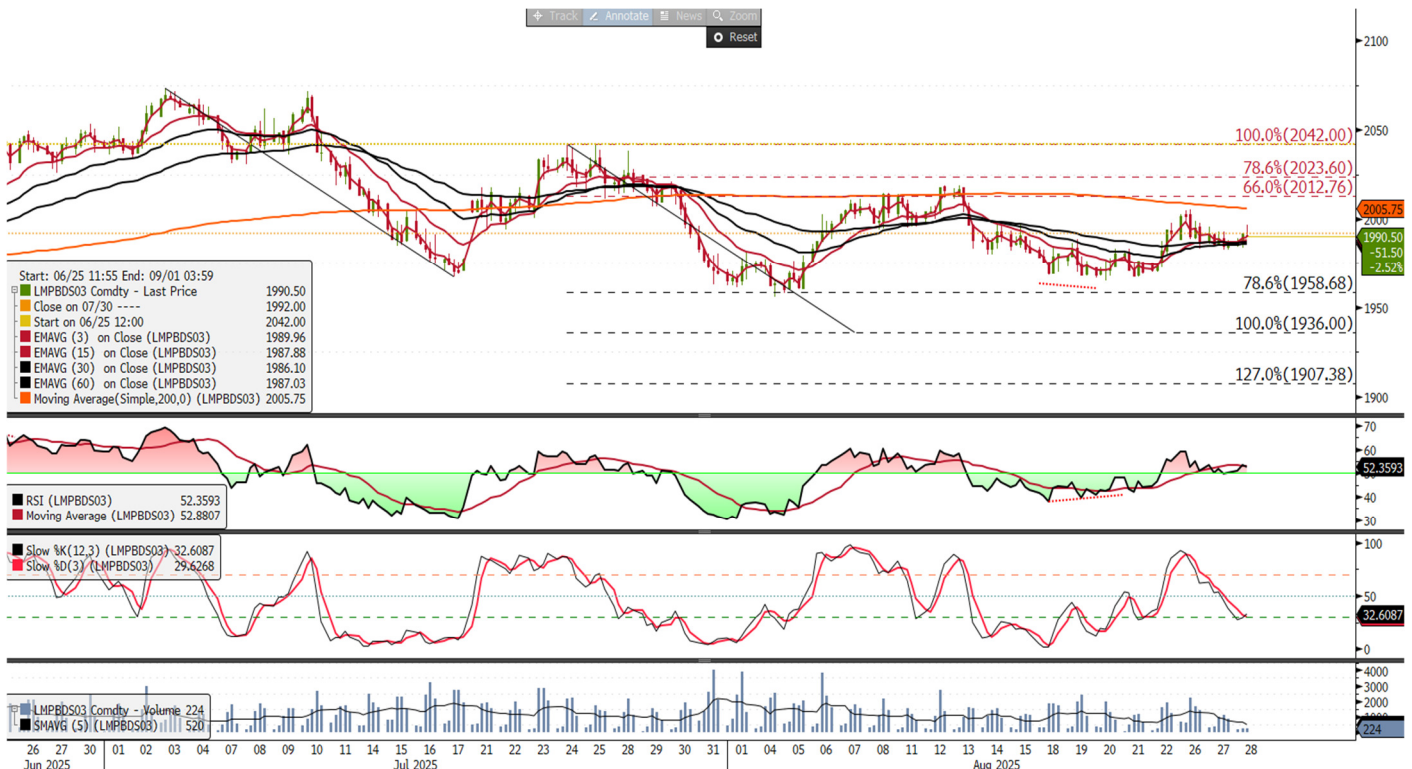 Track Annotate News Zoom
Reset
2100
2050
2000
1950
1900
100.0%(2042.00)
78.6%(2023.60)
66.0%(2012.76)
78.6%(1958.68)
100.0%(1936.00)
127.0%(1907.38)
2005.75
1990.50
-51.50
-2.52%
Start: 06/25 11:55 End: 09/01 03:59
LMPBDS03 Comdty - Last Price 1990.50
Close on 07/30 ---- 1992.00
Start on 06/25 12:00 2042.00
EMAVG (3) on Close (LMPBDS03) 1989.96
EMAVG (15) on Close (LMPBDS03) 1987.88
EMAVG (30) on Close (LMPBDS03) 1986.10
EMAVG (60) on Close (LMPBDS03) 1987.03
Moving Average(Simple,200,0) (LMPBDS03) 2005.75
70
60
52.3593
40
30
RSI (LMPBDS03) 52.3593
Moving Average (LMPBDS03) 52.8807
Slow %K(12,3) (LMPBDS03) 32.6087
Slow %D(3) (LMPBDS03) 29.6268
100
50
32.6087
0
LMPBDS03 Comdty - Volume 224
SMAVG (5) (LMPBDS03) 520
4000
3000
2000
224
26 27 30 01 02 03 04 07 08 09 10 11 14 15 16 17 18 21 22 23 24 25 28 29 30 31 01 04 05 06 07 08 11 12 13 14 15 18 19 20 21 22 26 27 28
Jun 2025 Jul 2025 Aug 2025